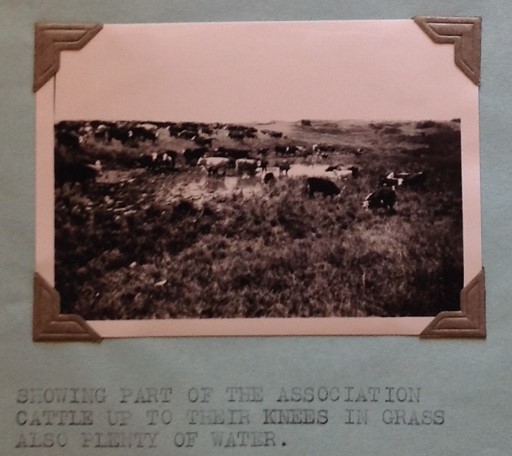 SHOWING PART OF THE ASSOCIATION
CATTLE UP TO THEIR KNEES IN GRASS
ALSO PLENTY OF WATER.